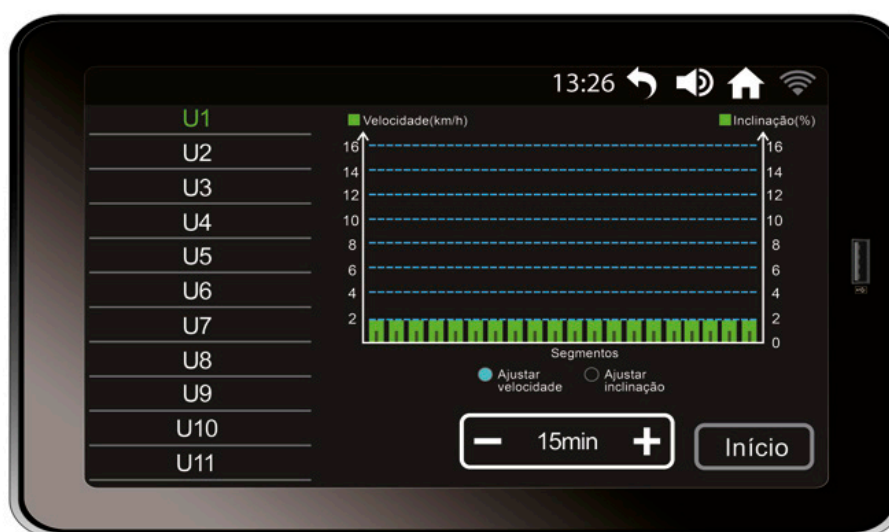 13:26
U1
U2
U3
U4
U5
U6
U7
U8
U9
U10
U11
Velocidade(km/h)
Inclinação(%)
16
14
12
10
8
6
4
2
16
14
12
10
8
6
4
2
0
Segmentos
Ajustar
velocidade
Ajustar
inclinação
15min
Início